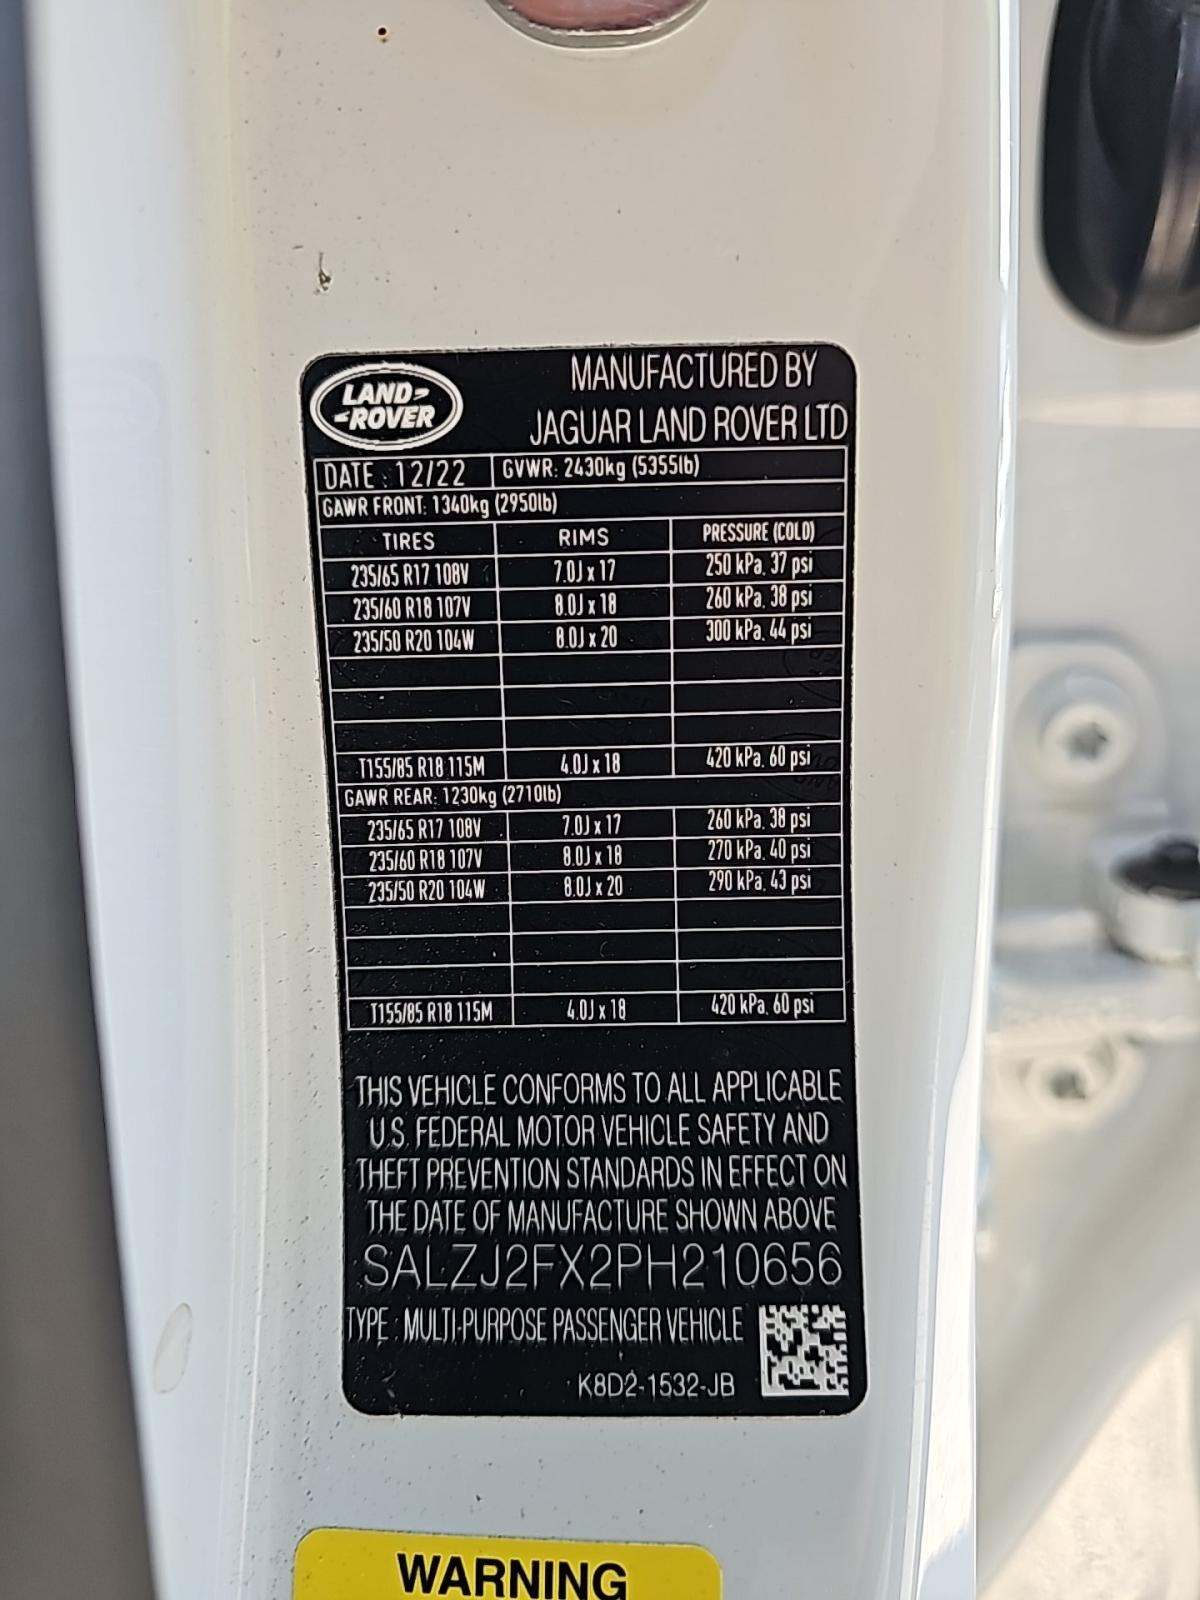 LAND-
-ROVER
MANUFACTURED BY
JAGUAR LAND ROVER LTD
DATE : 12/22 GVWR: 2430kg (5355lb)
GAWR FRONT: 1340kg (2950lb)
TIRES RIMS PRESSURE (COLD)
235/65 R17 108V 7.0J x 17 250 kPa, 37 psi
235/60 R18 107V 8.0J x 18 260 kPa, 38 psi
235/50 R20 104W 8.0J x 20 300 kPa, 44 psi
T155/85 R18 115M 4.0J x 18 420 kPa, 60 psi
GAWR REAR: 1230kg (2710lb)
235/65 R17 108V 7.0J x 17 260 kPa, 38 psi
235/60 R18 107V 8.0J x 18 270 kPa, 40 psi
235/50 R20 104W 8.0J x 20 290 kPa, 43 psi
T155/85 R18 115M 4.0J x 18 420 kPa, 60 psi
THIS VEHICLE CONFORMS TO ALL APPLICABLE
U.S. FEDERAL MOTOR VEHICLE SAFETY AND
THEFT PREVENTION STANDARDS IN EFFECT ON
THE DATE OF MANUFACTURE SHOWN ABOVE
SALZJ2FX2PH210656
TYPE : MULTI-PURPOSE PASSENGER VEHICLE
K8D2-1532-JB
WARNING